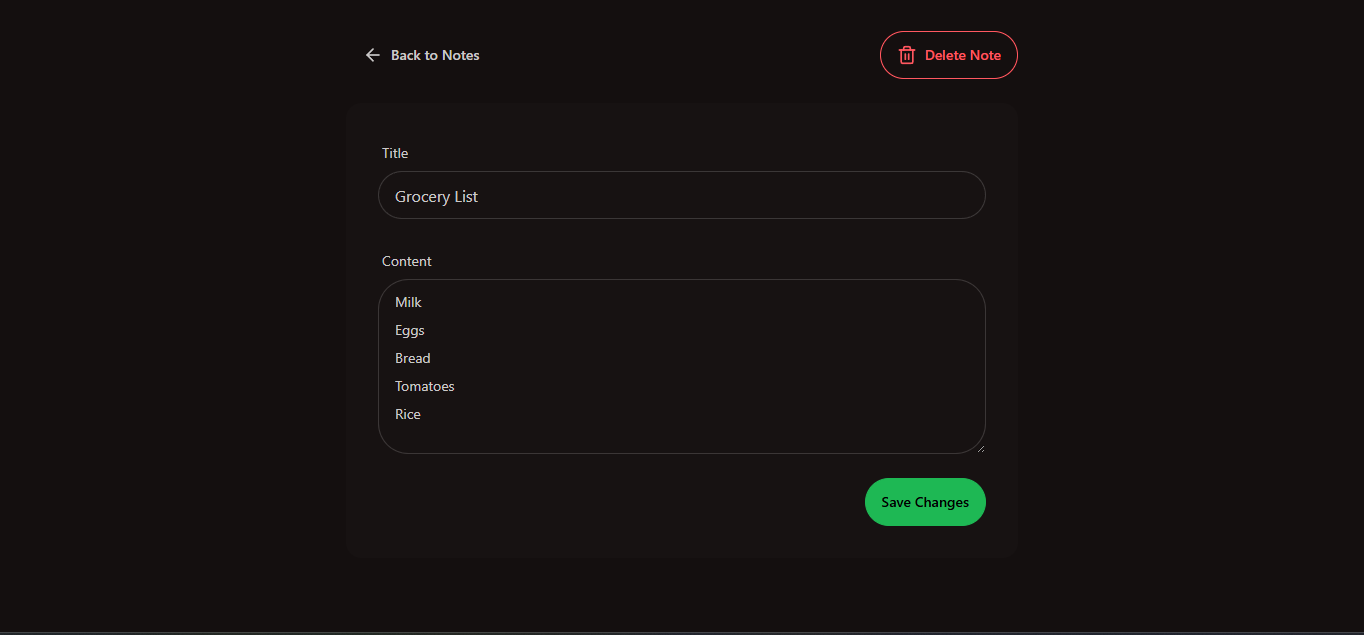 Back to Notes
Delete Note
Title
Grocery List
Content
Milk
Eggs
Bread
Tomatoes
Rice
Save Changes